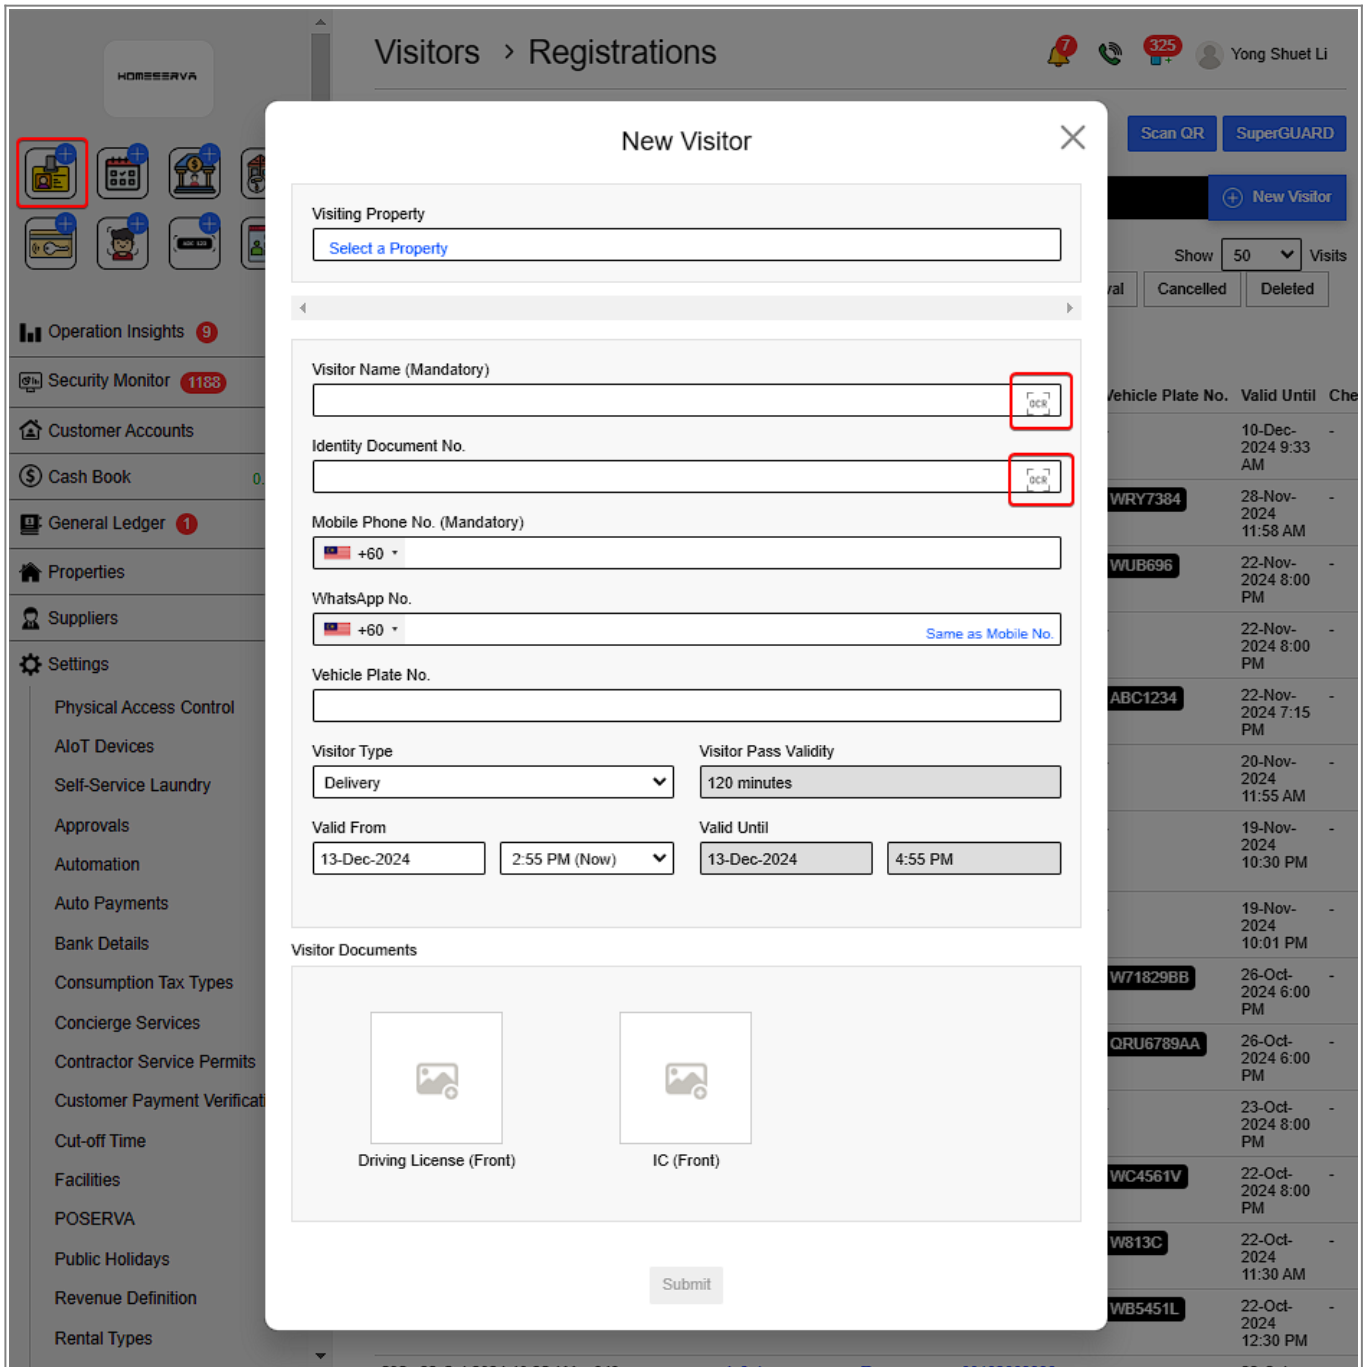 HOMESERVA
Visitors > Registrations
7
325
Yong Shuet Li
Scan QR
SuperGUARD
New Visitor
Show 50 Visits
Cancelled
Deleted
Operation Insights 9
Security Monitor 1188
Customer Accounts
Cash Book
0.
General Ledger 1
Properties
Suppliers
Settings
Physical Access Control
AIoT Devices
Self-Service Laundry
Approvals
Automation
Auto Payments
Bank Details
Consumption Tax Types
Concierge Services
Contractor Service Permits
Customer Payment Verificati
Cut-off Time
Facilities
POSERVA
Public Holidays
Revenue Definition
Rental Types
New Visitor
Visiting Property
Select a Property
Visitor Name (Mandatory)
OCR
Identity Document No.
OCR
Mobile Phone No. (Mandatory)
+60
WhatsApp No.
+60
Same as Mobile No.
Vehicle Plate No.
Visitor Type
Visitor Pass Validity
Delivery
120 minutes
Valid From
Valid Until
13-Dec-2024
2:55 PM (Now)
13-Dec-2024
4:55 PM
Visitor Documents
Driving License (Front)
IC (Front)
Submit
Vehicle Plate No. Valid Until Che
10-Dec-
2024 9:33
AM
-
WRY7384
28-Nov-
2024
11:58 AM
-
WUB696
22-Nov-
2024 8:00
PM
-
22-Nov-
2024 8:00
PM
-
ABC1234
22-Nov-
2024 7:15
PM
-
20-Nov-
2024
11:55 AM
-
19-Nov-
2024
10:30 PM
-
19-Nov-
2024
10:01 PM
-
W71829BB
26-Oct-
2024 6:00
PM
-
QRU6789AA
26-Oct-
2024 6:00
PM
-
23-Oct-
2024 8:00
PM
-
WC4561V
22-Oct-
2024 8:00
PM
-
W813C
22-Oct-
2024
11:30 AM
-
WB5451L
22-Oct-
2024
12:30 PM
-